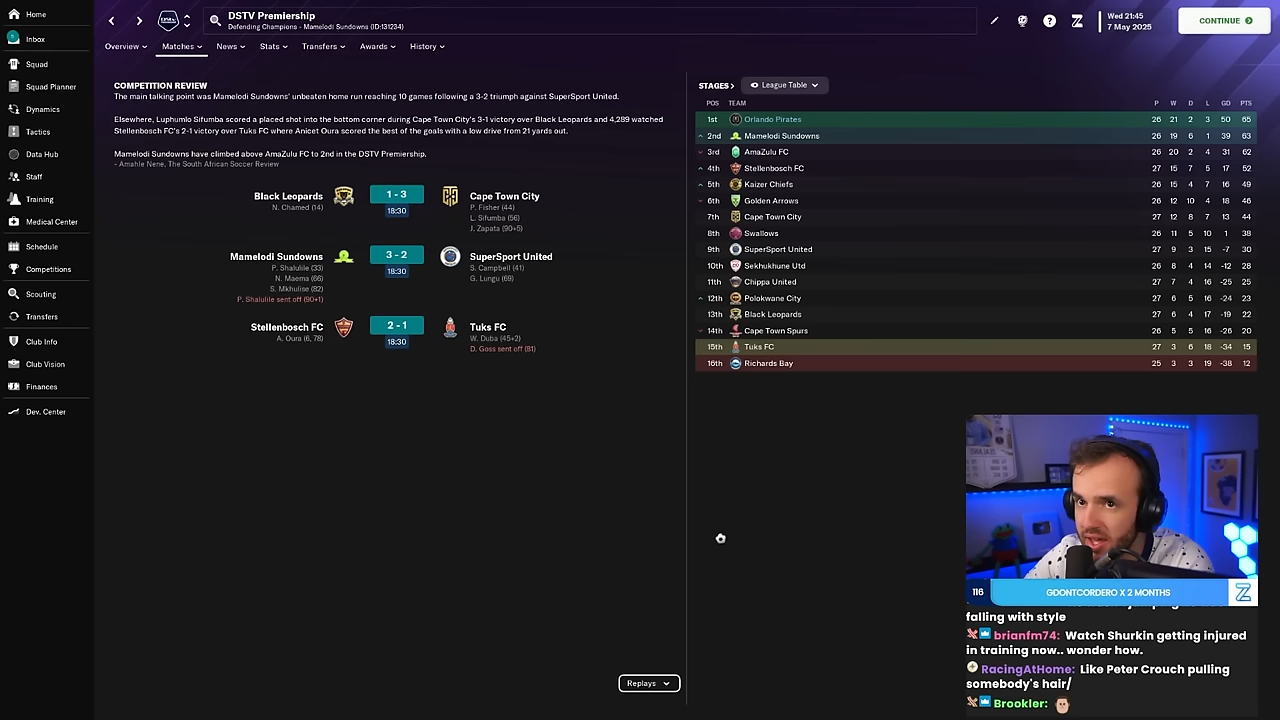 Home
Inbox
Squad
Squad Planner
Dynamics
Tactics
Data Hub
Staff
Training
Medical Center
Schedule
Competitions
Scouting
Transfers
Club Info
Club Vision
Finances
Dev. Center
DSTV Premiership
Defending Champions - Mamelodi Sundowns (ID:131234)
Wed 21:45
7 May 2025
CONTINUE
Overview Matches News Stats Transfers Awards History
COMPETITION REVIEW
The main talking point was Mamelodi Sundowns' unbeaten home run reaching 10 games following a 3-2 triumph against SuperSport United.
Elsewhere, Luphumlo Sifumba scored a placed shot into the bottom corner during Cape Town City's 3-1 victory over Black Leopards and 4,289 watched
Stellenbosch FC's 2-1 victory over Tuks FC where Anicet Oura scored the best of the goals with a low drive from 21 yards out.
Mamelodi Sundowns have climbed above AmaZulu FC to 2nd in the DSTV Premiership.
- Amahle Nene, The South African Soccer Review
Black Leopards 1 - 3 Cape Town City
N. Chamed (14) 18:30 P. Fisher (44)
L. Sifumba (56)
J. Zapata (90+5)
Mamelodi Sundowns 3 - 2 SuperSport United
P. Shalulile (33) 18:30 S. Campbell (41)
N. Maema (66) G. Lungu (69)
S. Mkhulise (82)
P. Shalulile sent off (90+1)
Stellenbosch FC 2 - 1 Tuks FC
A. Oura (6, 78) 18:30 W. Duba (45+2)
D. Goss sent off (81)
Replays
STAGES > League Table
POS TEAM P W D L GD PTS
1st Orlando Pirates 26 21 2 3 50 65
2nd Mamelodi Sundowns 26 19 6 1 39 63
3rd AmaZulu FC 26 20 2 4 31 62
4th Stellenbosch FC 27 15 7 5 17 52
5th Kaizer Chiefs 26 15 4 7 16 49
6th Golden Arrows 26 12 10 4 18 46
7th Cape Town City 27 12 8 7 13 44
8th Swallows 26 11 5 10 1 38
9th SuperSport United 27 9 3 15 -7 30
10th Sekhukhune Utd 26 8 4 14 -12 28
11th Chippa United 27 7 4 16 -25 25
12th Polokwane City 27 6 5 16 -24 23
13th Black Leopards 27 6 4 17 -19 22
14th Cape Town Spurs 26 5 5 16 -26 20
15th Tuks FC 27 3 6 18 -34 15
16th Richards Bay 25 3 3 19 -38 12
116 GDONTCORDERO X 2 MONTHS Z
falling with style
brianfm74: Watch Shurkin getting injured
in training now.. wonder how.
RacingAtHome: Like Peter Crouch pulling
somebody's hair/
Brookler: